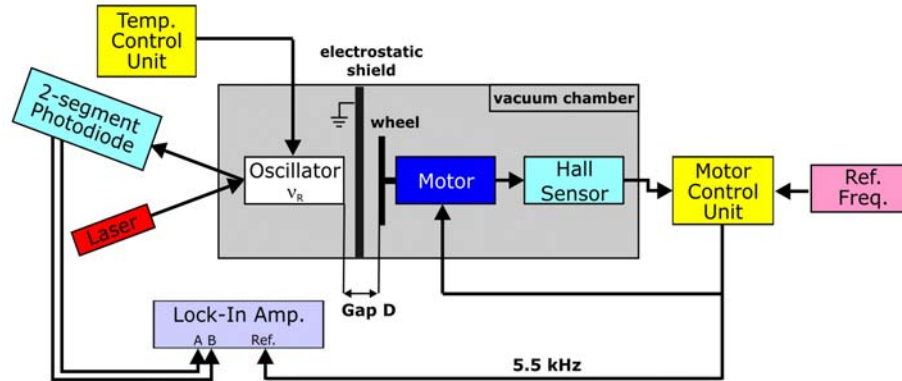 Temp.
Control
Unit
electrostatic
shield
2-segment
Photodiode
vacuum chamber
wheel
Oscillator
νR
Motor
Hall
Sensor
Motor
Control
Unit
Ref.
Freq.
Laser
Gap D
Lock-In Amp.
A B Ref.
5.5 kHz